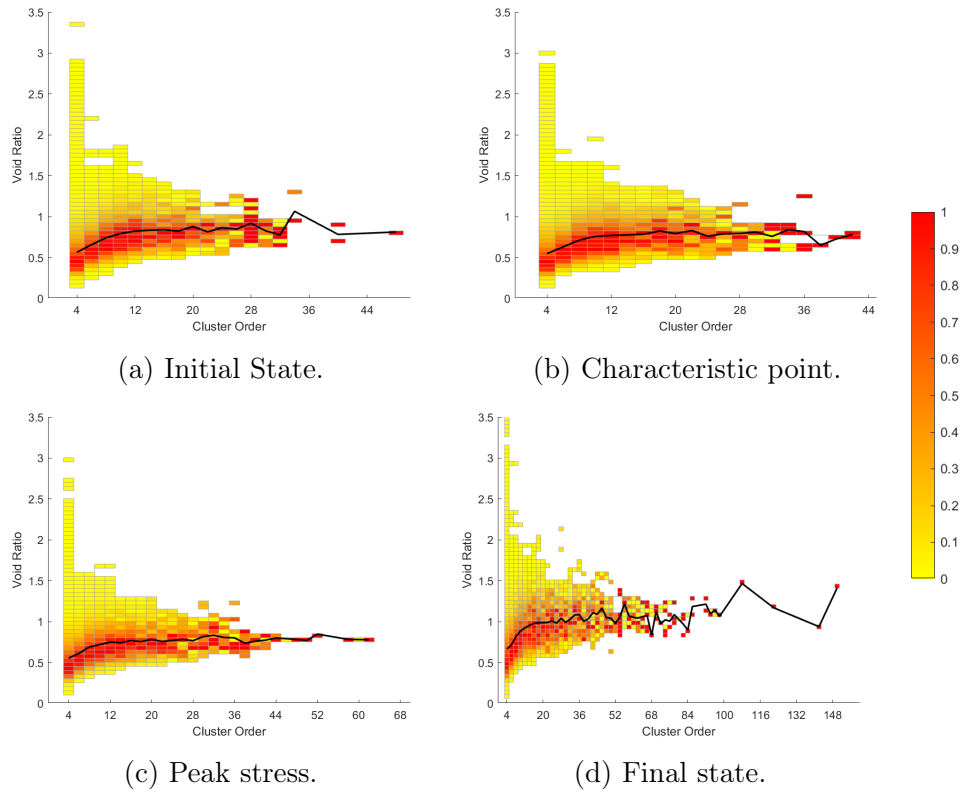 3.5
3
2.5
2
1.5
1
0.5
0
Void Ratio
4 12 20 28 36 44
Cluster Order
(a) Initial State.
3.5
3
2.5
2
1.5
1
0.5
0
Void Ratio
4 12 20 28 36 44
Cluster Order
(b) Characteristic point.
1
0.9
0.8
0.7
0.6
0.5
0.4
0.3
0.2
0.1
0
3.5
3
2.5
2
1.5
1
0.5
0
Void Ratio
4 12 20 28 36 44 52 60 68
Cluster Order
(c) Peak stress.
3.5
3
2.5
2
1.5
1
0.5
0
Void Ratio
4 20 36 52 68 84 100 116 132 148
Cluster Order
(d) Final state.